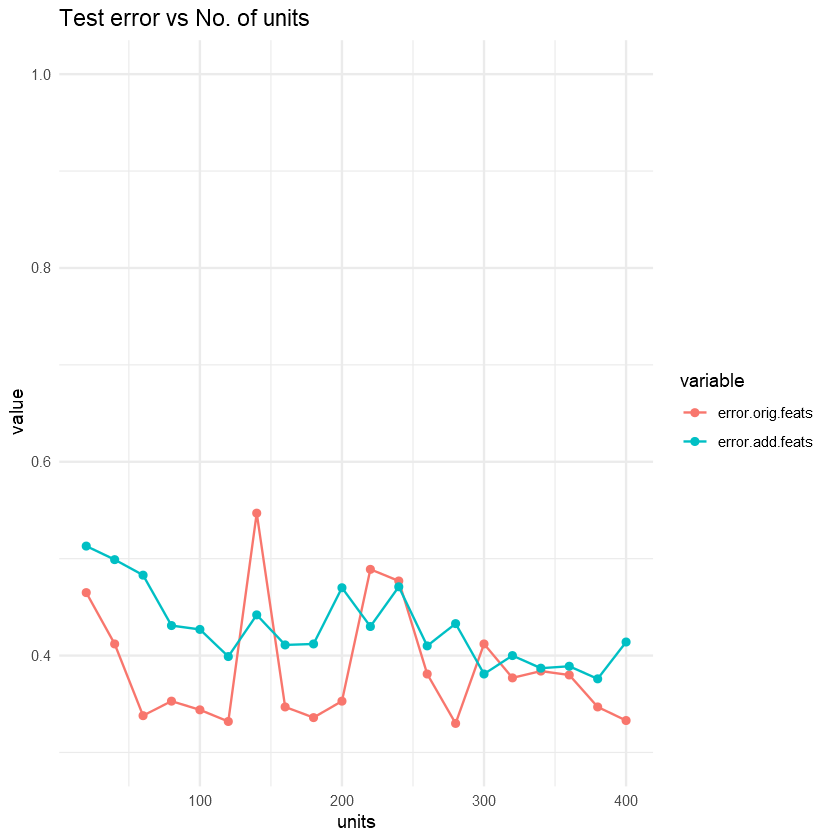 Test error vs No. of units
1.0
0.8
0.6
0.4
value
100 200 300 400
units
variable
error.orig.feats
error.add.feats